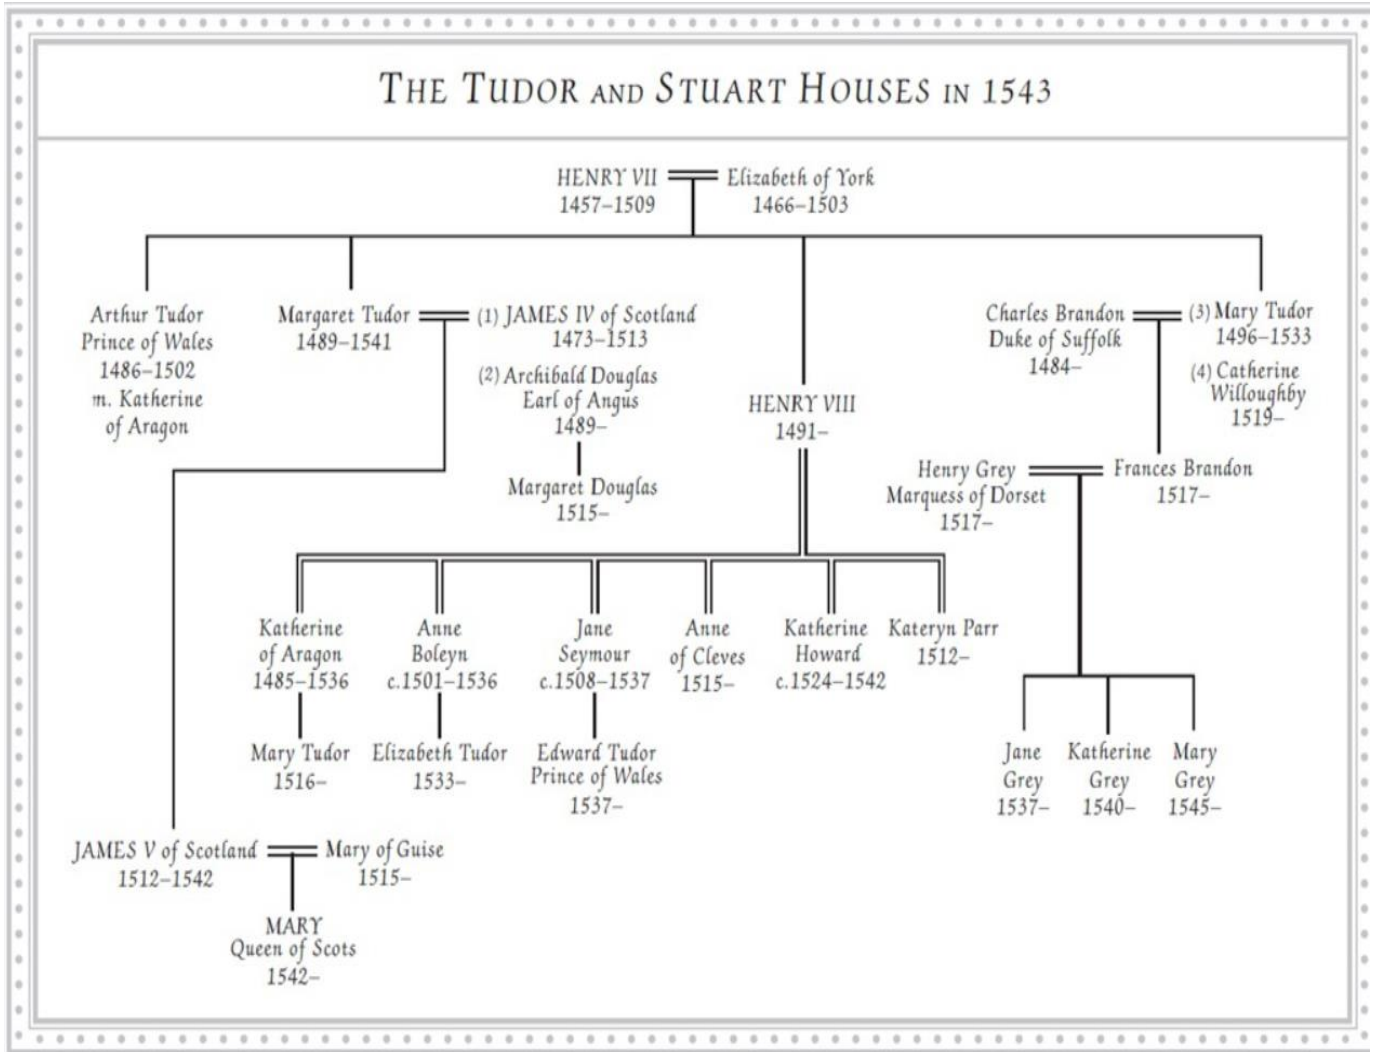 THE TUDOR AND STUART HOUSES IN 1543
HENRY VII
1457–1509
Elizabeth of York
1466–1503
Arthur Tudor
Prince of Wales
1486–1502
m. Katherine
of Aragon
Margaret Tudor
1489–1541
(1) JAMES IV of Scotland
1473–1513
(2) Archibald Douglas
Earl of Angus
1489–
Margaret Douglas
1515–
HENRY VIII
1491–
Charles Brandon
Duke of Suffolk
1484–
(3) Mary Tudor
1496–1533
(4) Catherine
Willoughby
1519–
Henry Grey
Marquess of Dorset
1517–
Frances Brandon
1517–
Katherine
of Aragon
1485–1536
Anne
Boleyn
c.1501–1536
Jane
Seymour
c.1508–1537
Anne
of Cleves
1515–
Katherine
Howard
c.1524–1542
Kateryn Parr
1512–
Mary Tudor
1516–
Elizabeth Tudor
1533–
Edward Tudor
Prince of Wales
1537–
Jane
Grey
1537–
Katherine
Grey
1540–
Mary
Grey
1545–
JAMES V of Scotland
1512–1542
Mary of Guise
1515–
MARY
Queen of Scots
1542–